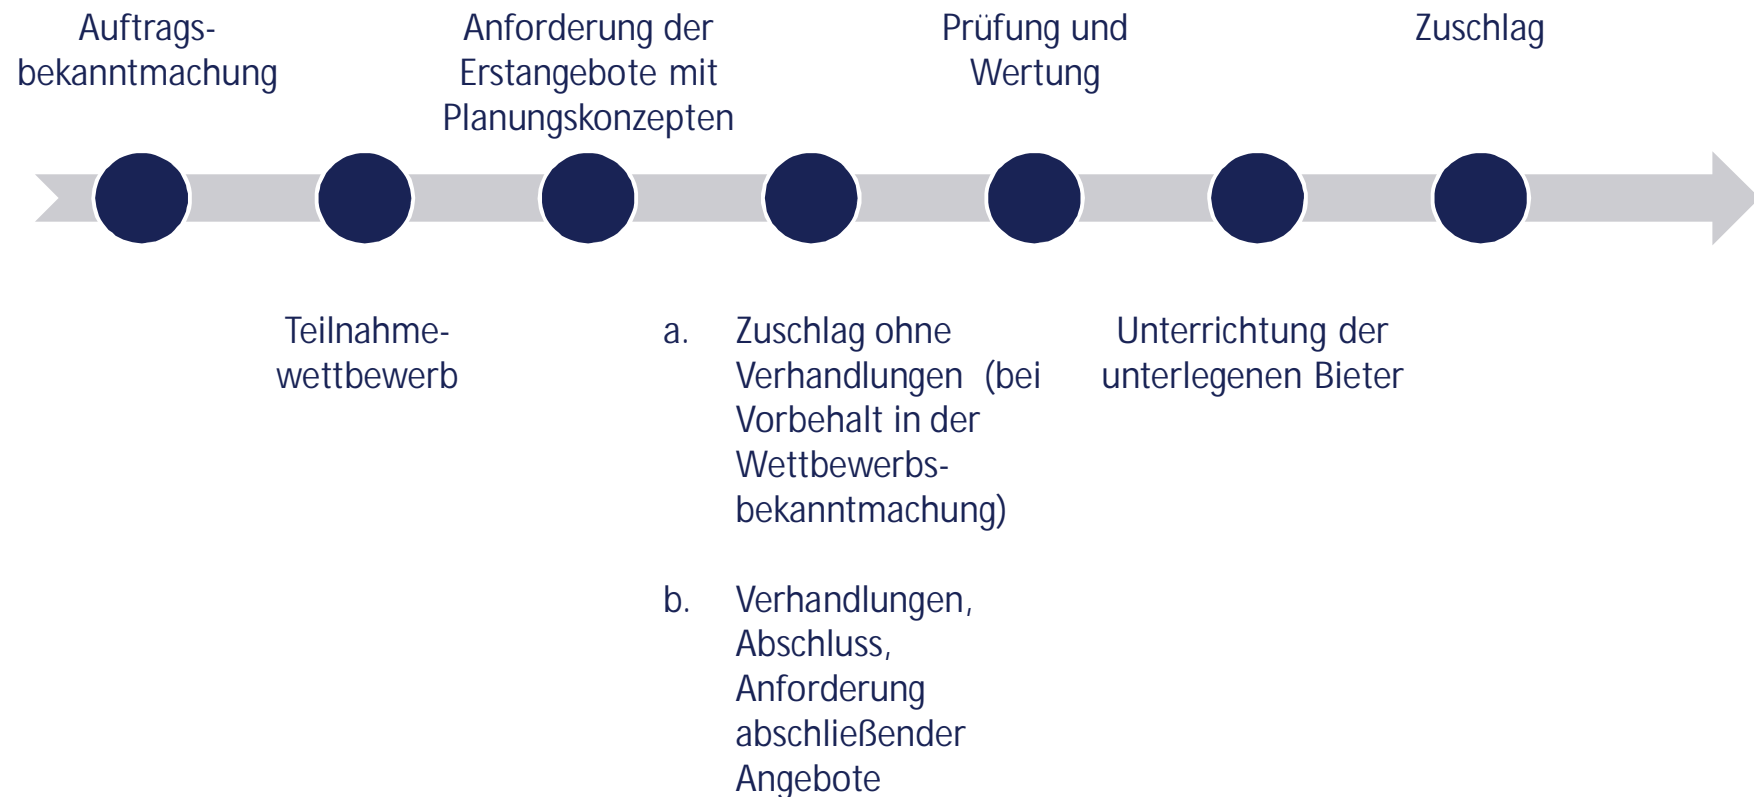 Auftrags-
bekanntmachung
Anforderung der
Erstangebote mit
Planungskonzepten
Prüfung und
Wertung
Zuschlag
Teilnahme-
wettbewerb
a. Zuschlag ohne
Verhandlungen (bei
Vorbehalt in der
Wettbewerbs-
bekanntmachung)
b. Verhandlungen,
Abschluss,
Anforderung
abschließender
Angebote
Unterrichtung der
unterlegenen Bieter